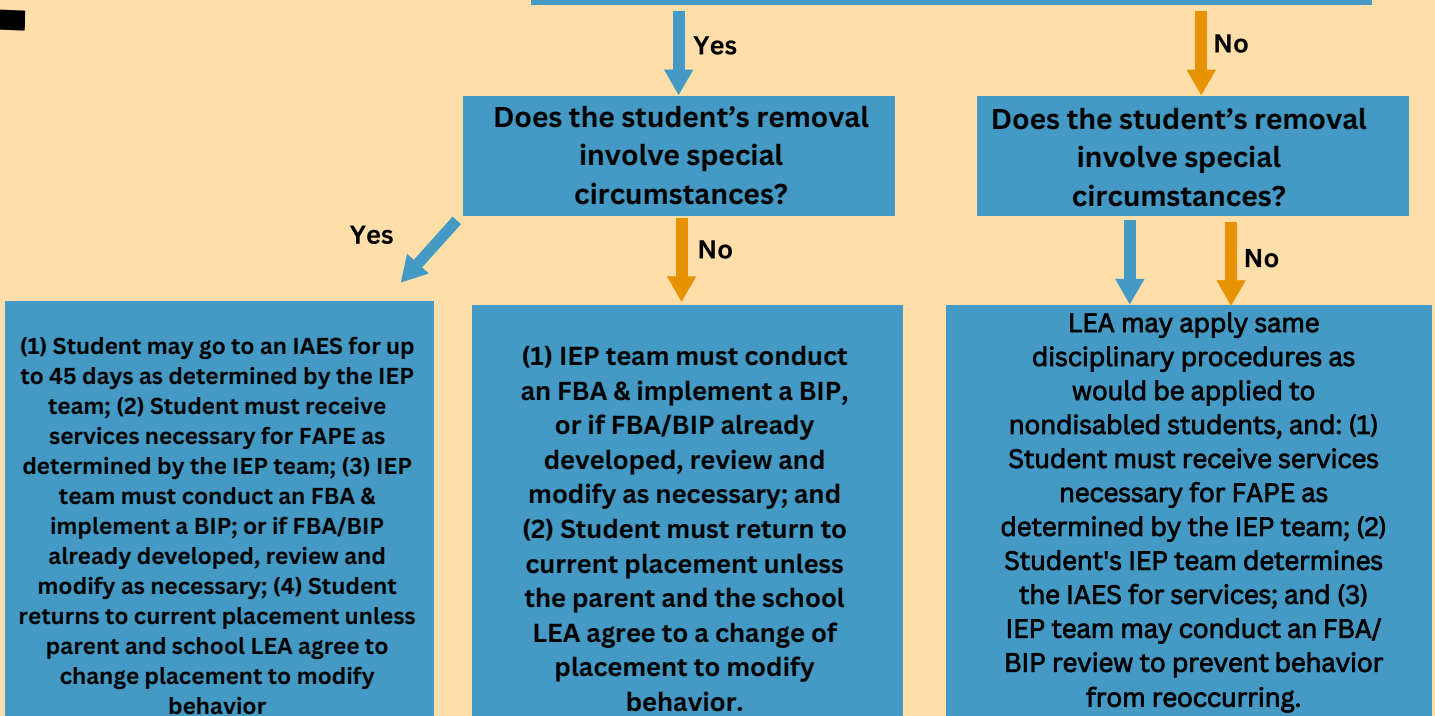 Yes
No
Does the student’s removal
involve special
circumstances?
Does the student’s removal
involve special
circumstances?
Yes
No
No
(1) Student may go to an IAES for up
to 45 days as determined by the IEP
team; (2) Student must receive
services necessary for FAPE as
determined by the IEP team; (3) IEP
team must conduct an FBA &
implement a BIP; or if FBA/BIP
already developed, review and
modify as necessary; (4) Student
returns to current placement unless
parent and school LEA agree to
change placement to modify
behavior
(1) IEP team must conduct
an FBA & implement a BIP,
or if FBA/BIP already
developed, review and
modify as necessary; and
(2) Student must return to
current placement unless
the parent and the school
LEA agree to a change of
placement to modify
behavior.
LEA may apply same
disciplinary procedures as
would be applied to
nondisabled students, and: (1)
Student must receive services
necessary for FAPE as
determined by the IEP team; (2)
Student's IEP team determines
the IAES for services; and (3)
IEP team may conduct an FBA/
BIP review to prevent behavior
from reoccurring.